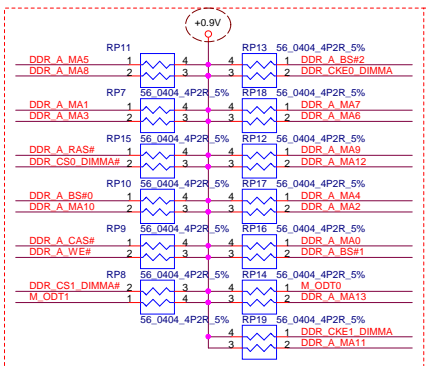 +0.9V
RP11 RP13 56_0404_4P2R_5%
DDR_A_MA5 1 4 4 1 DDR_A_BS#2
DDR_A_MA8 2 3 3 2 DDR_CKE0_DIMMA
RP7 56_0404_4P2R_5% RP18 56_0404_4P2R_5%
DDR_A_MA1 1 4 4 1 DDR_A_MA7
DDR_A_MA3 2 3 3 2 DDR_A_MA6
RP15 56_0404_4P2R_5% RP12 56_0404_4P2R_5%
DDR_A_RAS# 1 4 4 1 DDR_A_MA9
DDR_CS0_DIMMA# 2 3 3 2 DDR_A_MA12
RP10 56_0404_4P2R_5% RP17 56_0404_4P2R_5%
DDR_A_BS#0 1 4 4 1 DDR_A_MA4
DDR_A_MA10 2 3 3 2 DDR_A_MA2
RP9 56_0404_4P2R_5% RP16 56_0404_4P2R_5%
DDR_A_CAS# 1 4 4 1 DDR_A_MA0
DDR_A_WE# 2 3 3 2 DDR_A_BS#1
RP8 56_0404_4P2R_5% RP14 56_0404_4P2R_5%
DDR_CS1_DIMMA# 2 3 4 1 M_ODT0
M_ODT1 1 4 3 2 DDR_A_MA13
56_0404_4P2R_5% RP19 56_0404_4P2R_5%
4 1 DDR_CKE1_DIMMA
3 2 DDR_A_MA11